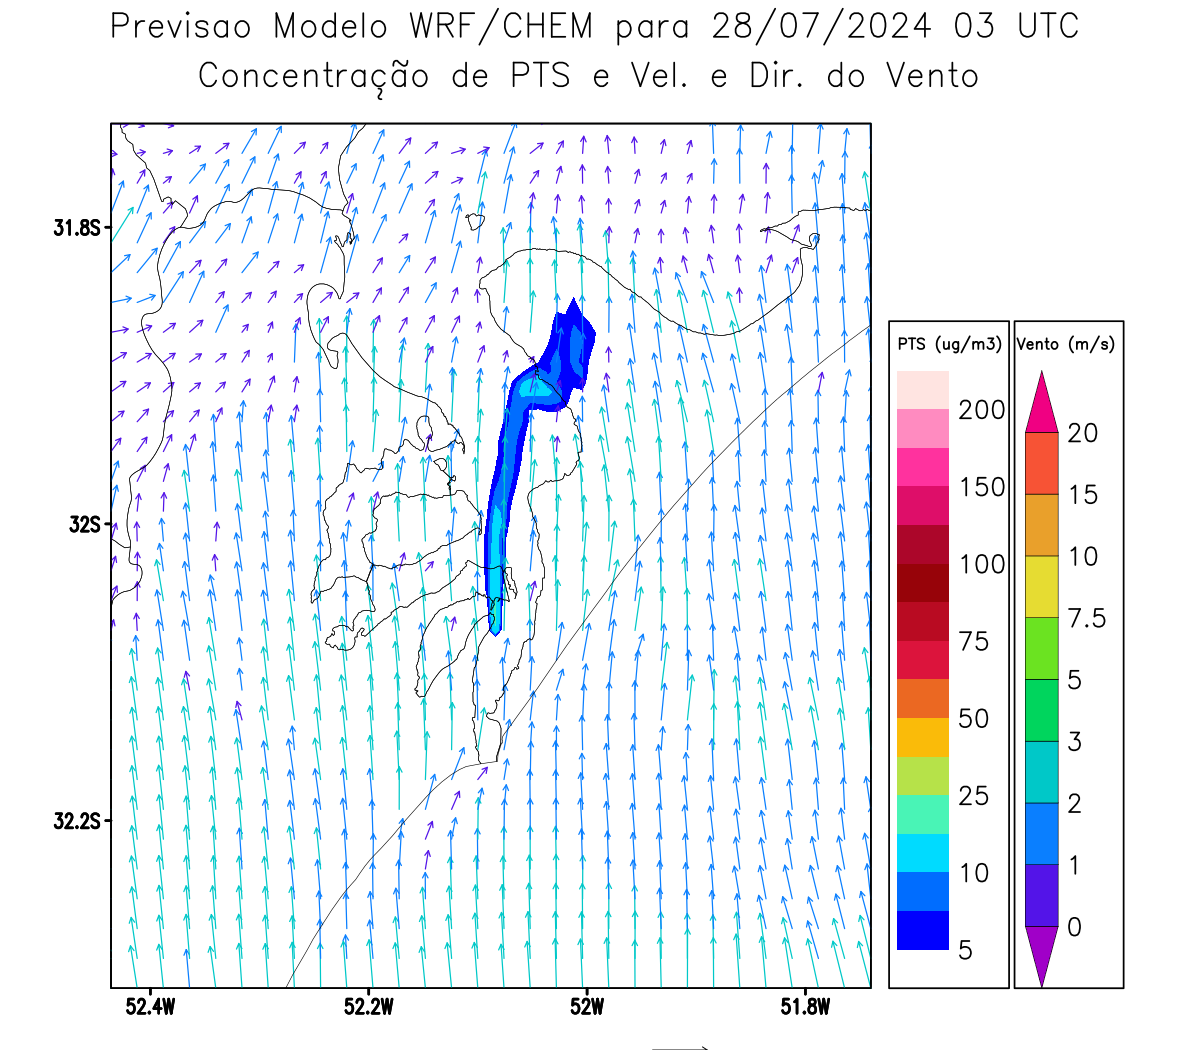 Previsao Modelo WRF/CHEM para 28/07/2024 03 UTC
Concentração de PTS e Vel. e Dir. do Vento
31.8S
32S
32.2S
52.4W
52.2W
52W
51.8W
PTS (ug/m3)
200
150
100
75
50
25
10
5
Vento (m/s)
20
15
10
7.5
5
3
2
1
0